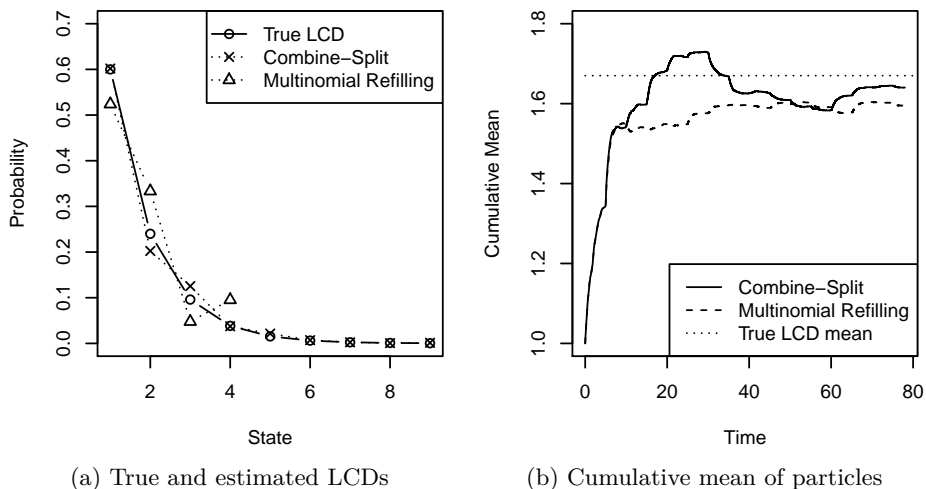 True LCD
Combine−Split
Multinomial Refilling
0.0 0.1 0.2 0.3 0.4 0.5 0.6 0.7
Probability
2 4 6 8
State
(a) True and estimated LCDs
1.0 1.2 1.4 1.6 1.8
Cumulative Mean
Combine−Split
Multinomial Refilling
True LCD mean
0 20 40 60 80
Time
(b) Cumulative mean of particles